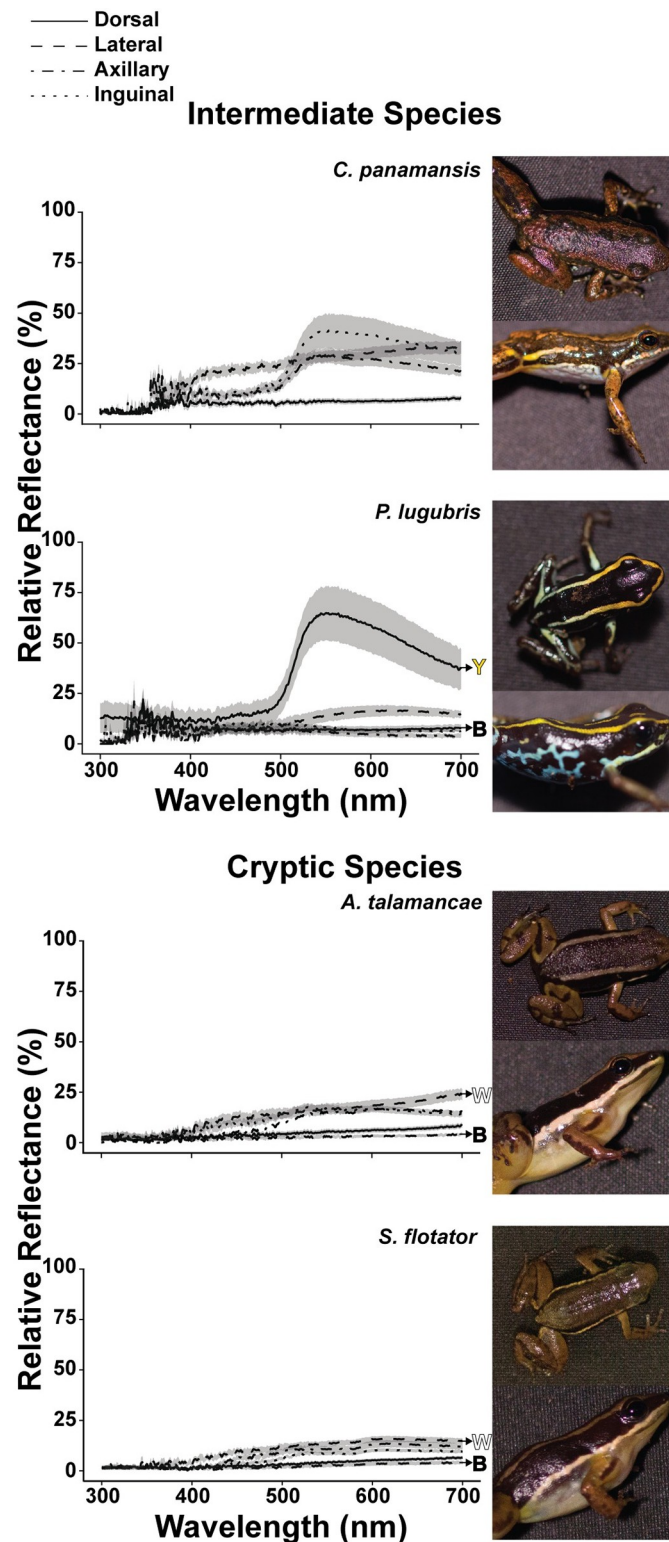 Dorsal
Lateral
Axillary
Inguinal
Intermediate Species
C. panamansis
100
75
50
25
0
Relative Reflectance (%)
P. lugubris
100
75
50
25
0
Y
B
300 400 500 600 700
Wavelength (nm)
Cryptic Species
A. talamancae
100
75
50
25
0
W
B
Relative Reflectance (%)
S. flotator
100
75
50
25
0
W
B
300 400 500 600 700
Wavelength (nm)